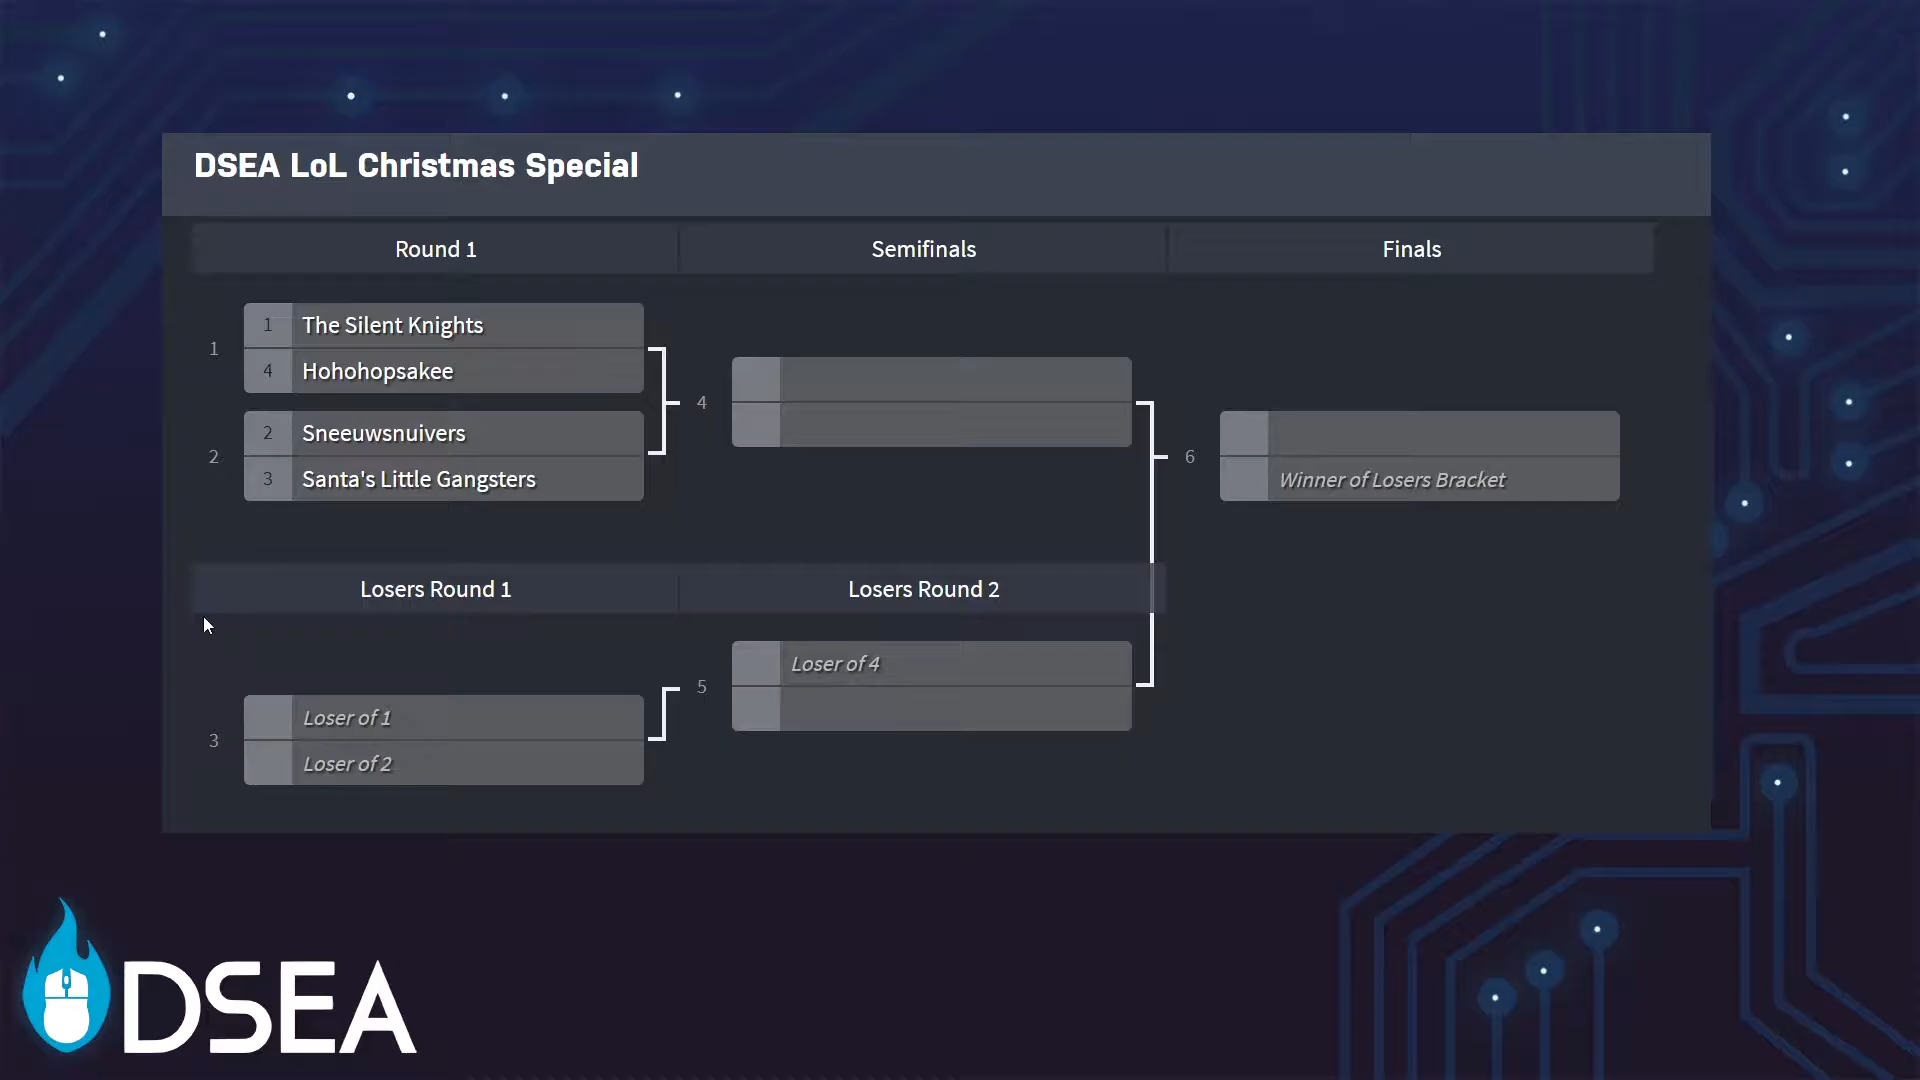 DSEA LoL Christmas Special
Round 1
Semifinals
Finals
1
1 The Silent Knights
4 Hohohopsakee
2
2 Sneeuwsnuivers
3 Santa's Little Gangsters
4
6
Winner of Losers Bracket
Losers Round 1
Losers Round 2
3
Loser of 1
Loser of 2
5
Loser of 4
DSEA